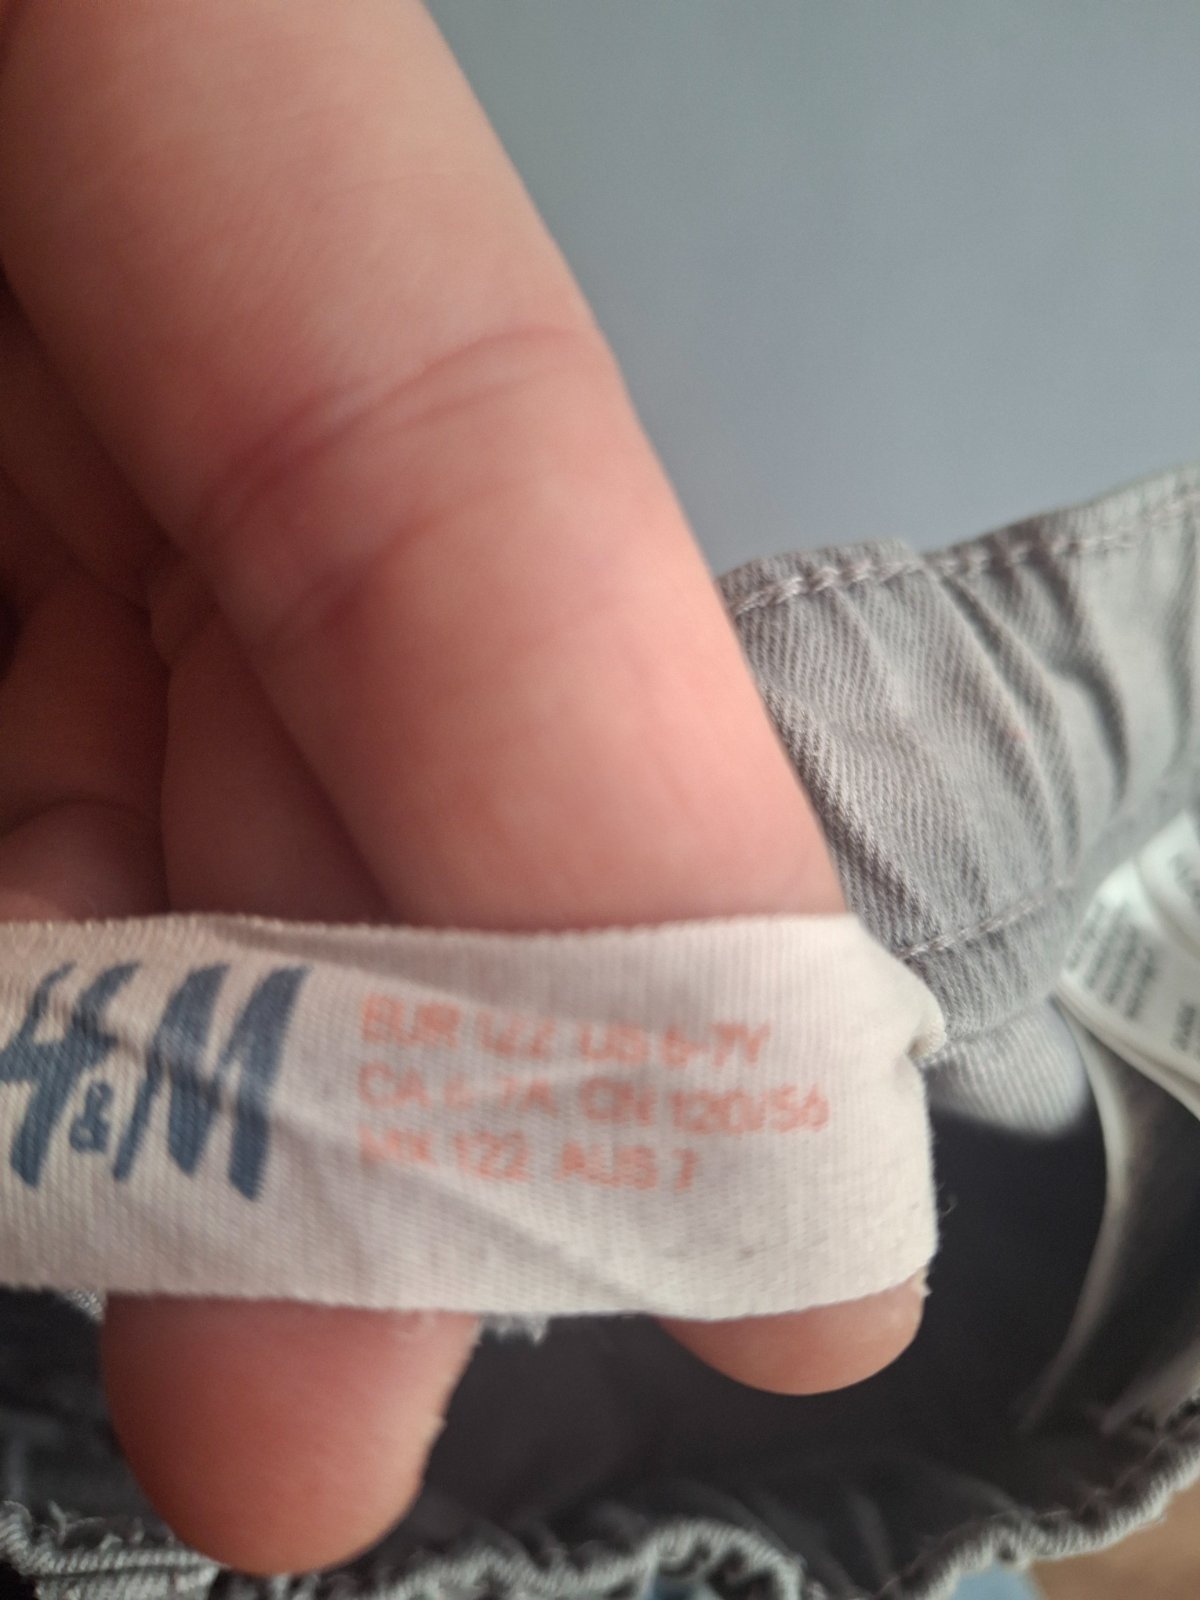 H&M
EUR 122 US 6-7Y
CA 6-7A CN 120/56
MX 122 AUS 7